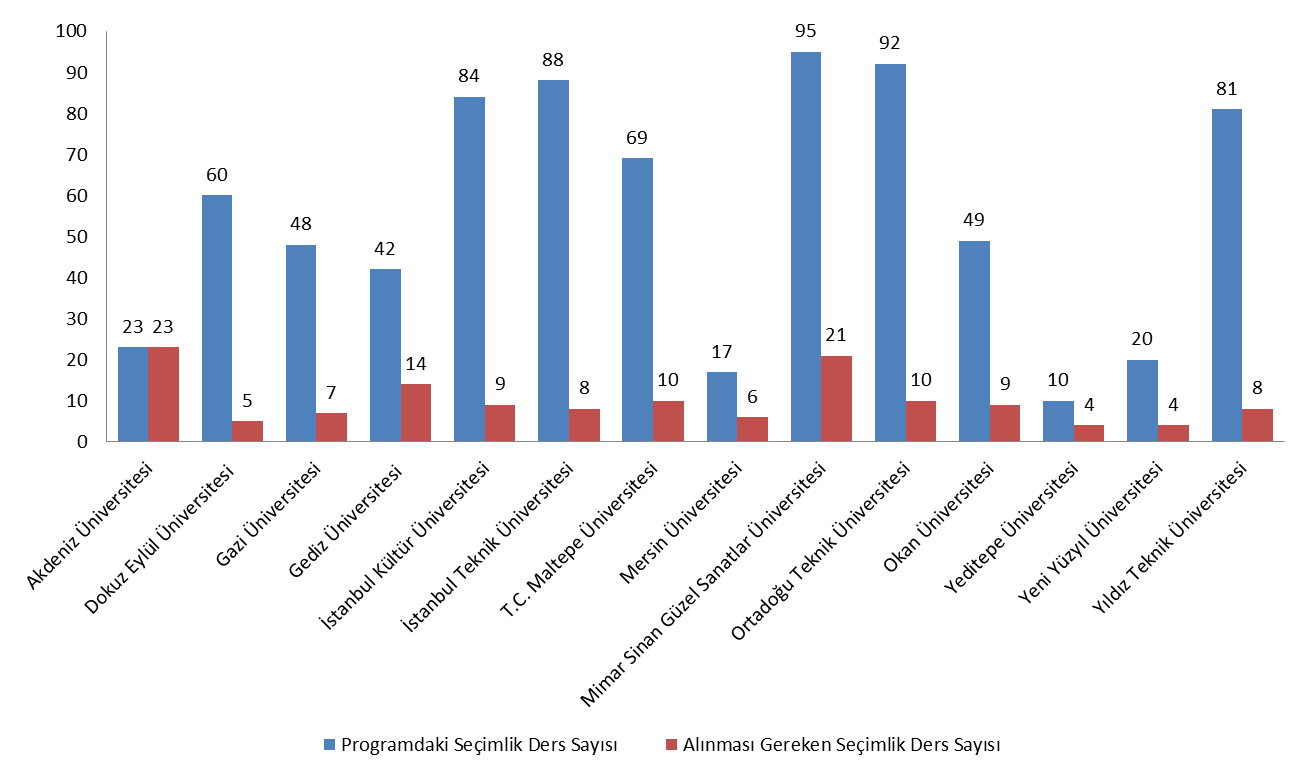 100
90
80
70
60
50
40
30
20
10
0
23 23
60
5
48
7
42
14
84
9
88
8
69
10
17
6
95
21
92
10
49
9
10
4
20
4
81
8
Akdeniz Üniversitesi
Dokuz Eylül Üniversitesi
Gazi Üniversitesi
Gediz Üniversitesi
İstanbul Kültür Üniversitesi
İstanbul Teknik Üniversitesi
T.C. Maltepe Üniversitesi
Mersin Üniversitesi
Mimar Sinan Güzel Sanatlar Üniversitesi
Ortadoğu Teknik Üniversitesi
Okan Üniversitesi
Yeditepe Üniversitesi
Yeni Yüzyıl Üniversitesi
Yıldız Teknik Üniversitesi
Programdaki Seçimlik Ders Sayısı
Alınması Gereken Seçimlik Ders Sayısı